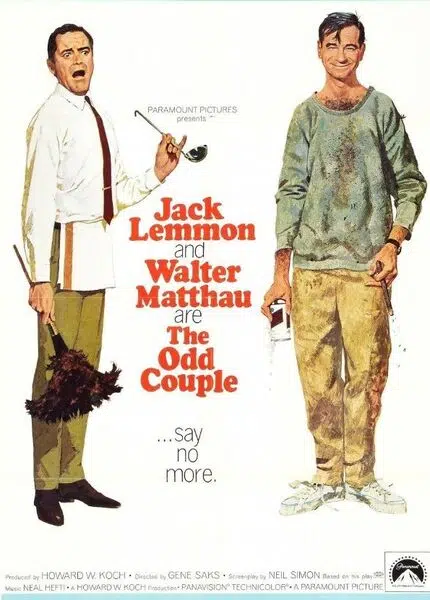 PARAMOUNT PICTURES
presents
Jack
Lemmon
and
Walter
Matthau
are
The
Odd
Couple
...say
no
more.
Produced by HOWARD W. KOCH • Directed by GENE SAKS • Screenplay by NEIL SIMON Based on his play
Music NEAL HEFTI • A HOWARD W. KOCH PRODUCTION PANAVISION® TECHNICOLOR® • A PARAMOUNT PICTURE
Paramount